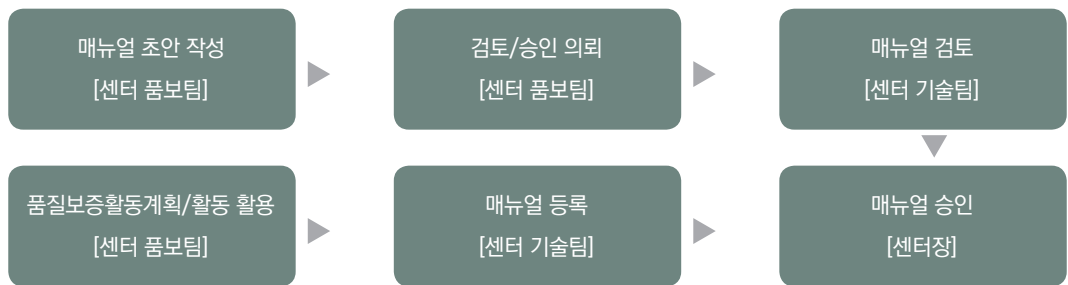 매뉴얼 초안 작성
[센터 품보팀]
검토/승인 의뢰
[센터 품보팀]
매뉴얼 검토
[센터 기술팀]
품질보증활동계획/활동 활용
[센터 품보팀]
매뉴얼 등록
[센터 기술팀]
매뉴얼 승인
[센터장]